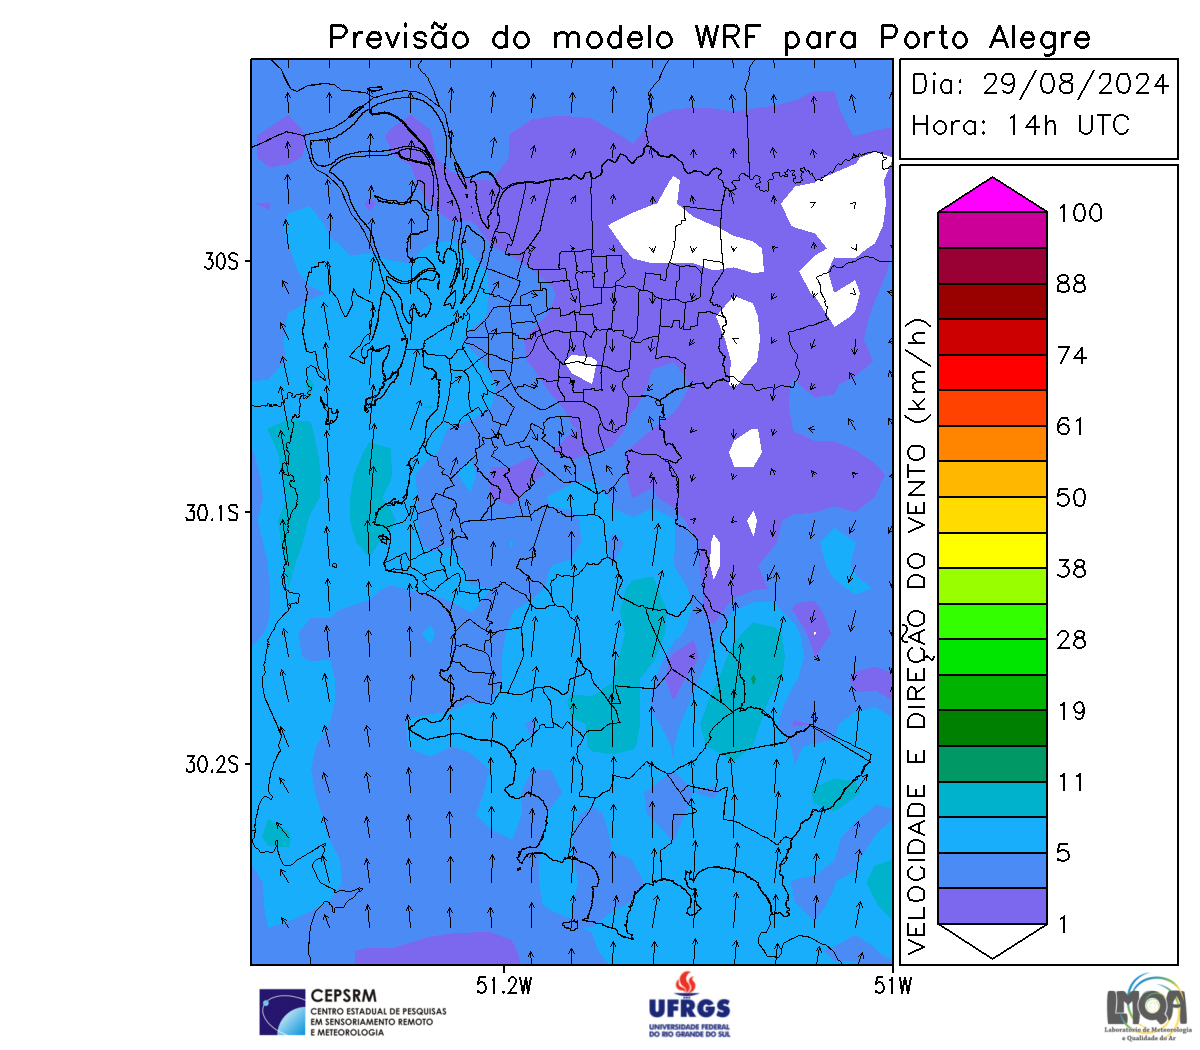 Previsão do modelo WRF para Porto Alegre
Dia: 29/08/2024
Hora: 14h UTC
30S
30.1S
30.2S
51.2W
51W
VELOCIDADE E DIREÇÃO DO VENTO (km/h)
100
88
74
61
50
38
28
19
11
5
1
CEPSRM
CENTRO ESTADUAL DE PESQUISAS
EM SENSORIAMENTO REMOTO
E METEOROLOGIA
UFRGS
UNIVERSIDADE FEDERAL
DO RIO GRANDE DO SUL
LMQA
Laboratório de Meteorologia
e Qualidade do Ar